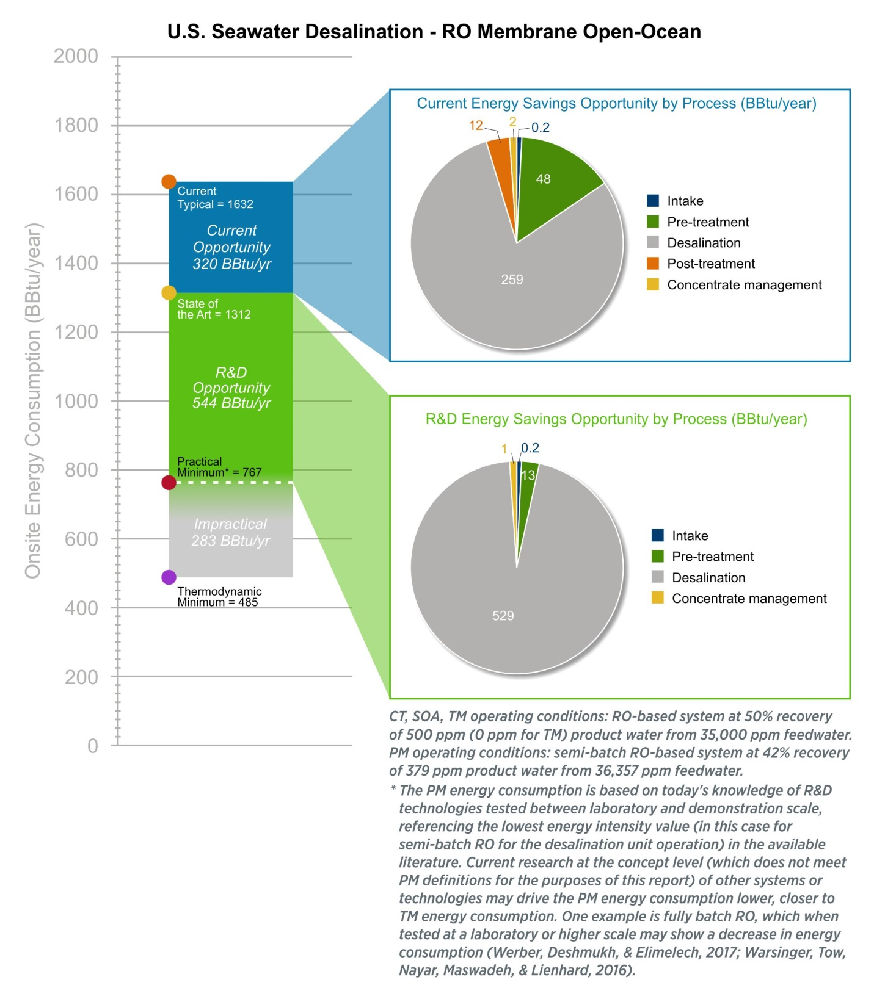 U.S. Seawater Desalination - RO Membrane Open-Ocean
Onsite Energy Consumption (BBtu/year)
2000
1800
1600
1400
1200
1000
800
600
400
200
0
Current
Typical = 1632
Current
Opportunity
320 BBtu/yr
State of
the Art = 1312
R&D
Opportunity
544 BBtu/yr
Practical
Minimum* = 767
Impractical
283 BBtu/yr
Thermodynamic
Minimum = 485
Current Energy Savings Opportunity by Process (BBtu/year)
12
2
0.2
48
259
Intake
Pre-treatment
Desalination
Post-treatment
Concentrate management
R&D Energy Savings Opportunity by Process (BBtu/year)
1
0.2
13
529
Intake
Pre-treatment
Desalination
Concentrate management
CT, SOA, TM operating conditions: RO-based system at 50% recovery
of 500 ppm (0 ppm for TM) product water from 35,000 ppm feedwater.
PM operating conditions: semi-batch RO-based system at 42% recovery
of 379 ppm product water from 36,357 ppm feedwater.
* The PM energy consumption is based on today's knowledge of R&D
technologies tested between laboratory and demonstration scale,
referencing the lowest energy intensity value (in this case for
semi-batch RO for the desalination unit operation) in the available
literature. Current research at the concept level (which does not meet
PM definitions for the purposes of this report) of other systems or
technologies may drive the PM energy consumption lower, closer to
TM energy consumption. One example is fully batch RO, which when
tested at a laboratory or higher scale may show a decrease in energy
consumption (Werber, Deshmukh, & Elimelech, 2017; Warsinger, Tow,
Nayar, Maswadeh, & Lienhard, 2016).